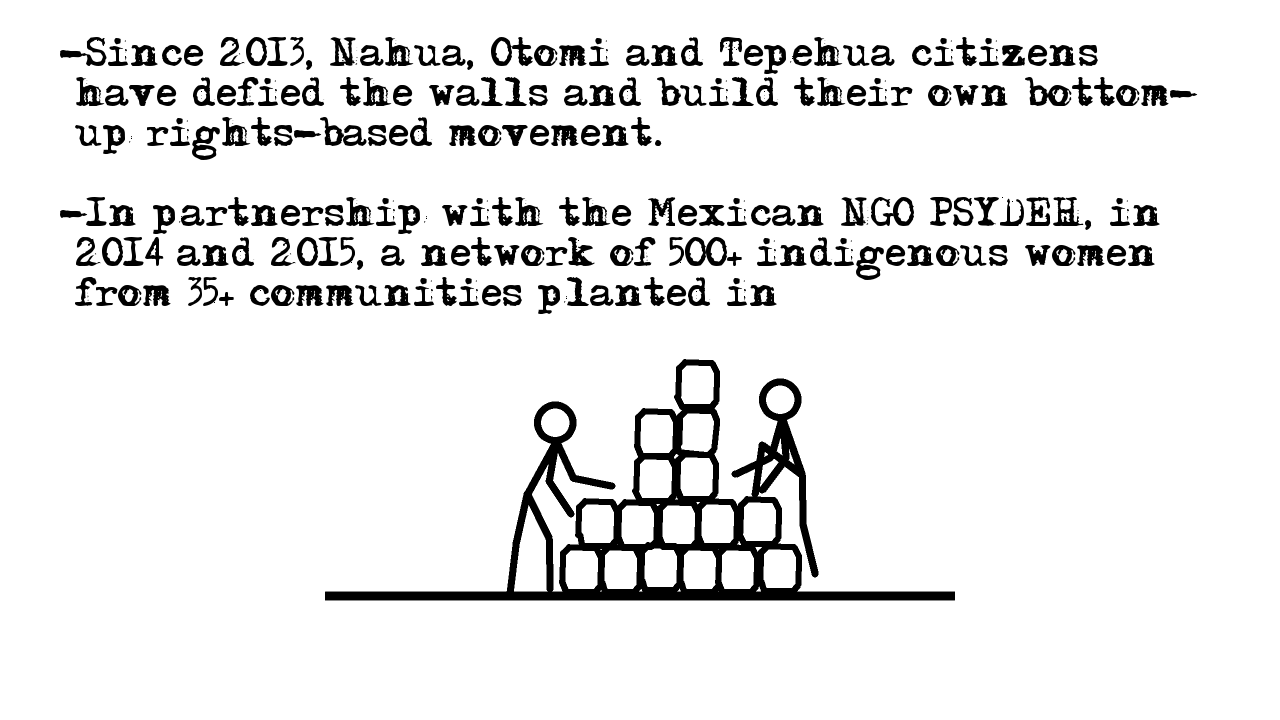 -Since 2013, Nahua, Otomi and Tepehua citizens
have defied the walls and build their own bottom-
up rights-based movement.
-In partnership with the Mexican NGO PSYDEH, in
2014 and 2015, a network of 500+ indigenous women
from 35+ communities planted in